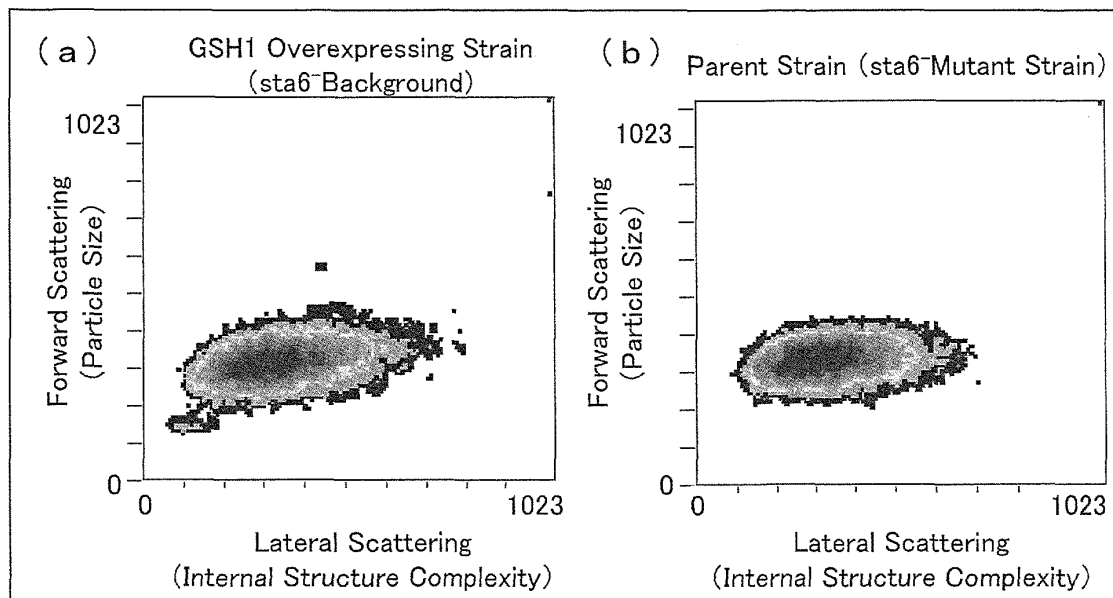 (a)
GSH1 Overexpressing Strain
(sta6⁻Background)
1023
Forward Scattering
(Particle Size)
0
0
1023
Lateral Scattering
(Internal Structure Complexity)
(b)
Parent Strain (sta6⁻Mutant Strain)
1023
Forward Scattering
(Particle Size)
0
0
1023
Lateral Scattering
(Internal Structure Complexity)